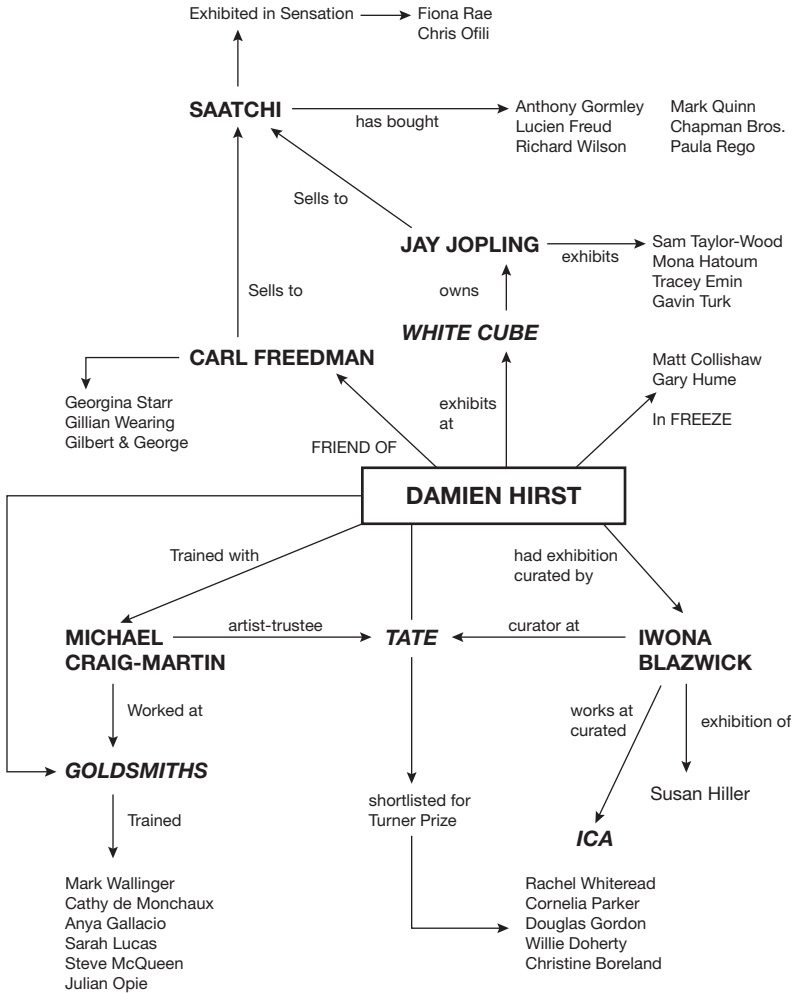 Exhibited in Sensation
Fiona Rae
Chris Ofili
SAATCHI
has bought
Anthony Gormley
Lucien Freud
Richard Wilson
Mark Quinn
Chapman Bros.
Paula Rego
Sells to
JAY JOPLING
exhibits
Sam Taylor-Wood
Mona Hatoum
Tracey Emin
Gavin Turk
Sells to
owns
WHITE CUBE
CARL FREEDMAN
Georgina Starr
Gillian Wearing
Gilbert & George
exhibits
at
Matt Collishaw
Gary Hume
In FREEZE
FRIEND OF
DAMIEN HIRST
Trained with
had exhibition
curated by
MICHAEL
CRAIG-MARTIN
artist-trustee
TATE
curator at
IWONA
BLAZWICK
Worked at
works at
curated
exhibition of
GOLDSMITHS
Susan Hiller
shortlisted for
Turner Prize
Trained
ICA
Mark Wallinger
Cathy de Monchaux
Anya Gallacio
Sarah Lucas
Steve McQueen
Julian Opie
Rachel Whiteread
Cornelia Parker
Douglas Gordon
Willie Doherty
Christine Boreland